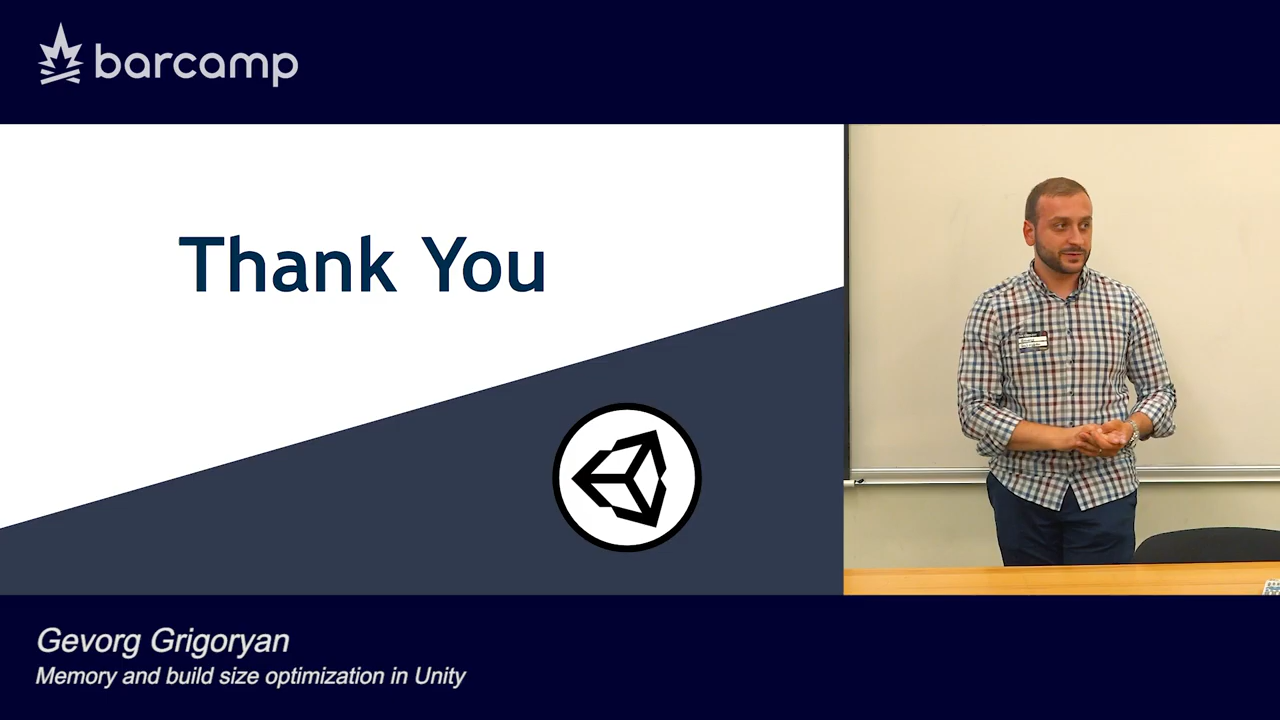 barcamp
Thank You
Gevorg Grigoryan
Memory and build size optimization in Unity